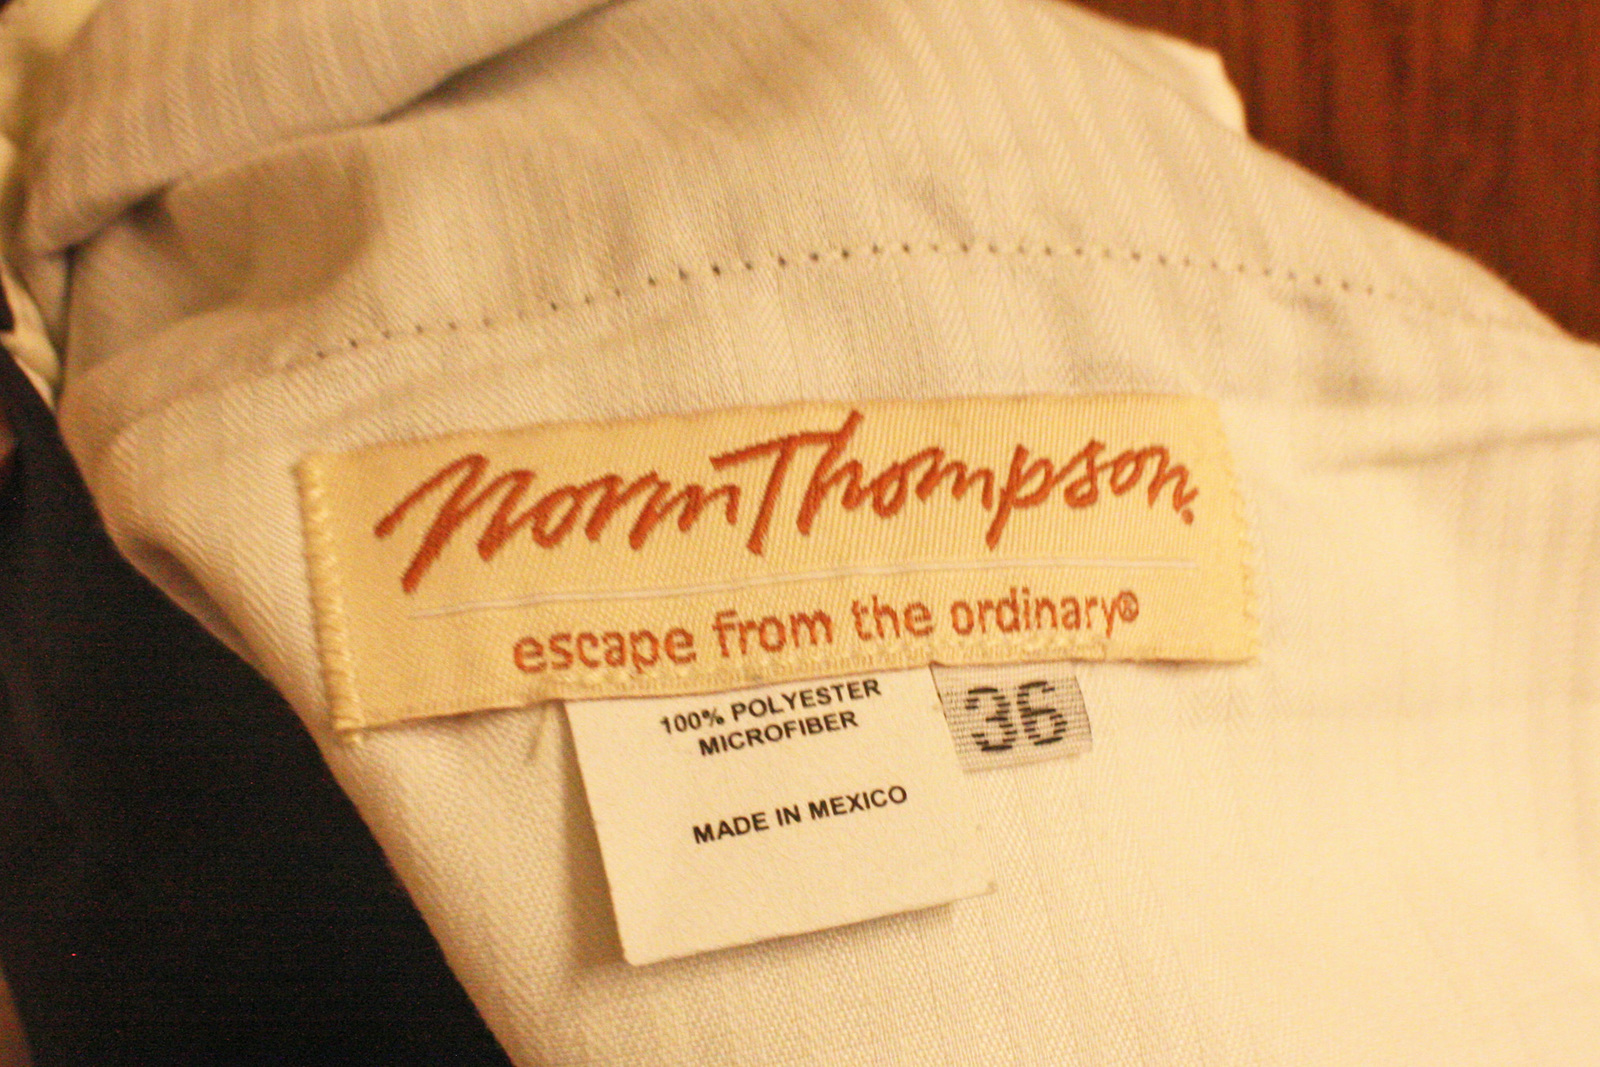 Norm Thompson.
escape from the ordinary®
100% POLYESTER
MICROFIBER
36
MADE IN MEXICO